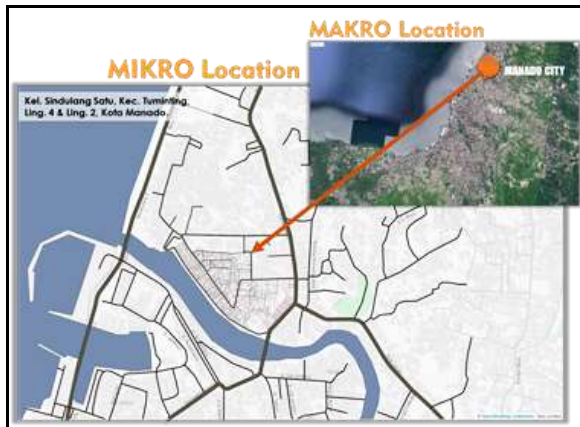 MAKRO Location
MIKRO Location
MANADO CITY
Kel. Sindulang Satu, Kec. Tuminting,
Ling. 4 & Ling. 2, Kota Manado.